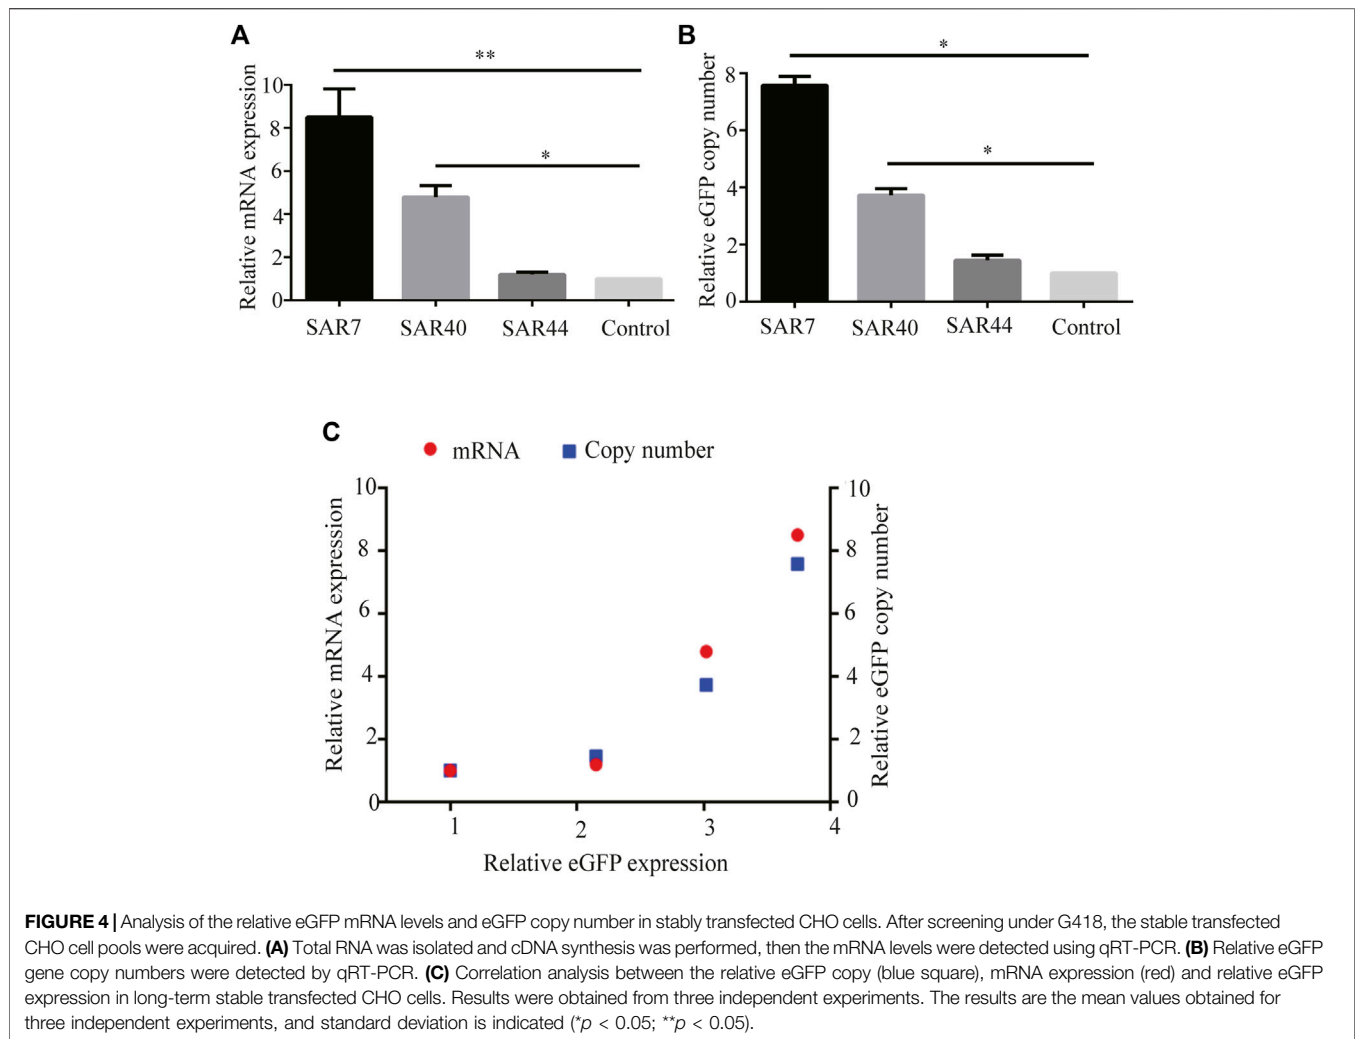 A
B
**
*
*
*
Relative mRNA expression
10
8
6
4
2
0
SAR7 SAR40 SAR44 Control
Relative eGFP copy number
8
6
4
2
0
SAR7 SAR40 SAR44 Control
C
mRNA Copy number
Relative mRNA expression
10
8
6
4
2
0
10
8
6
4
2
0
Relative eGFP copy number
1 2 3 4
Relative eGFP expression
FIGURE 4 | Analysis of the relative eGFP mRNA levels and eGFP copy number in stably transfected CHO cells. After screening under G418, the stable transfected
CHO cell pools were acquired. (A) Total RNA was isolated and cDNA synthesis was performed, then the mRNA levels were detected using qRT-PCR. (B) Relative eGFP
gene copy numbers were detected by qRT-PCR. (C) Correlation analysis between the relative eGFP copy (blue square), mRNA expression (red) and relative eGFP
expression in long-term stable transfected CHO cells. Results were obtained from three independent experiments. The results are the mean values obtained for
three independent experiments, and standard deviation is indicated (*p < 0.05; **p < 0.05).